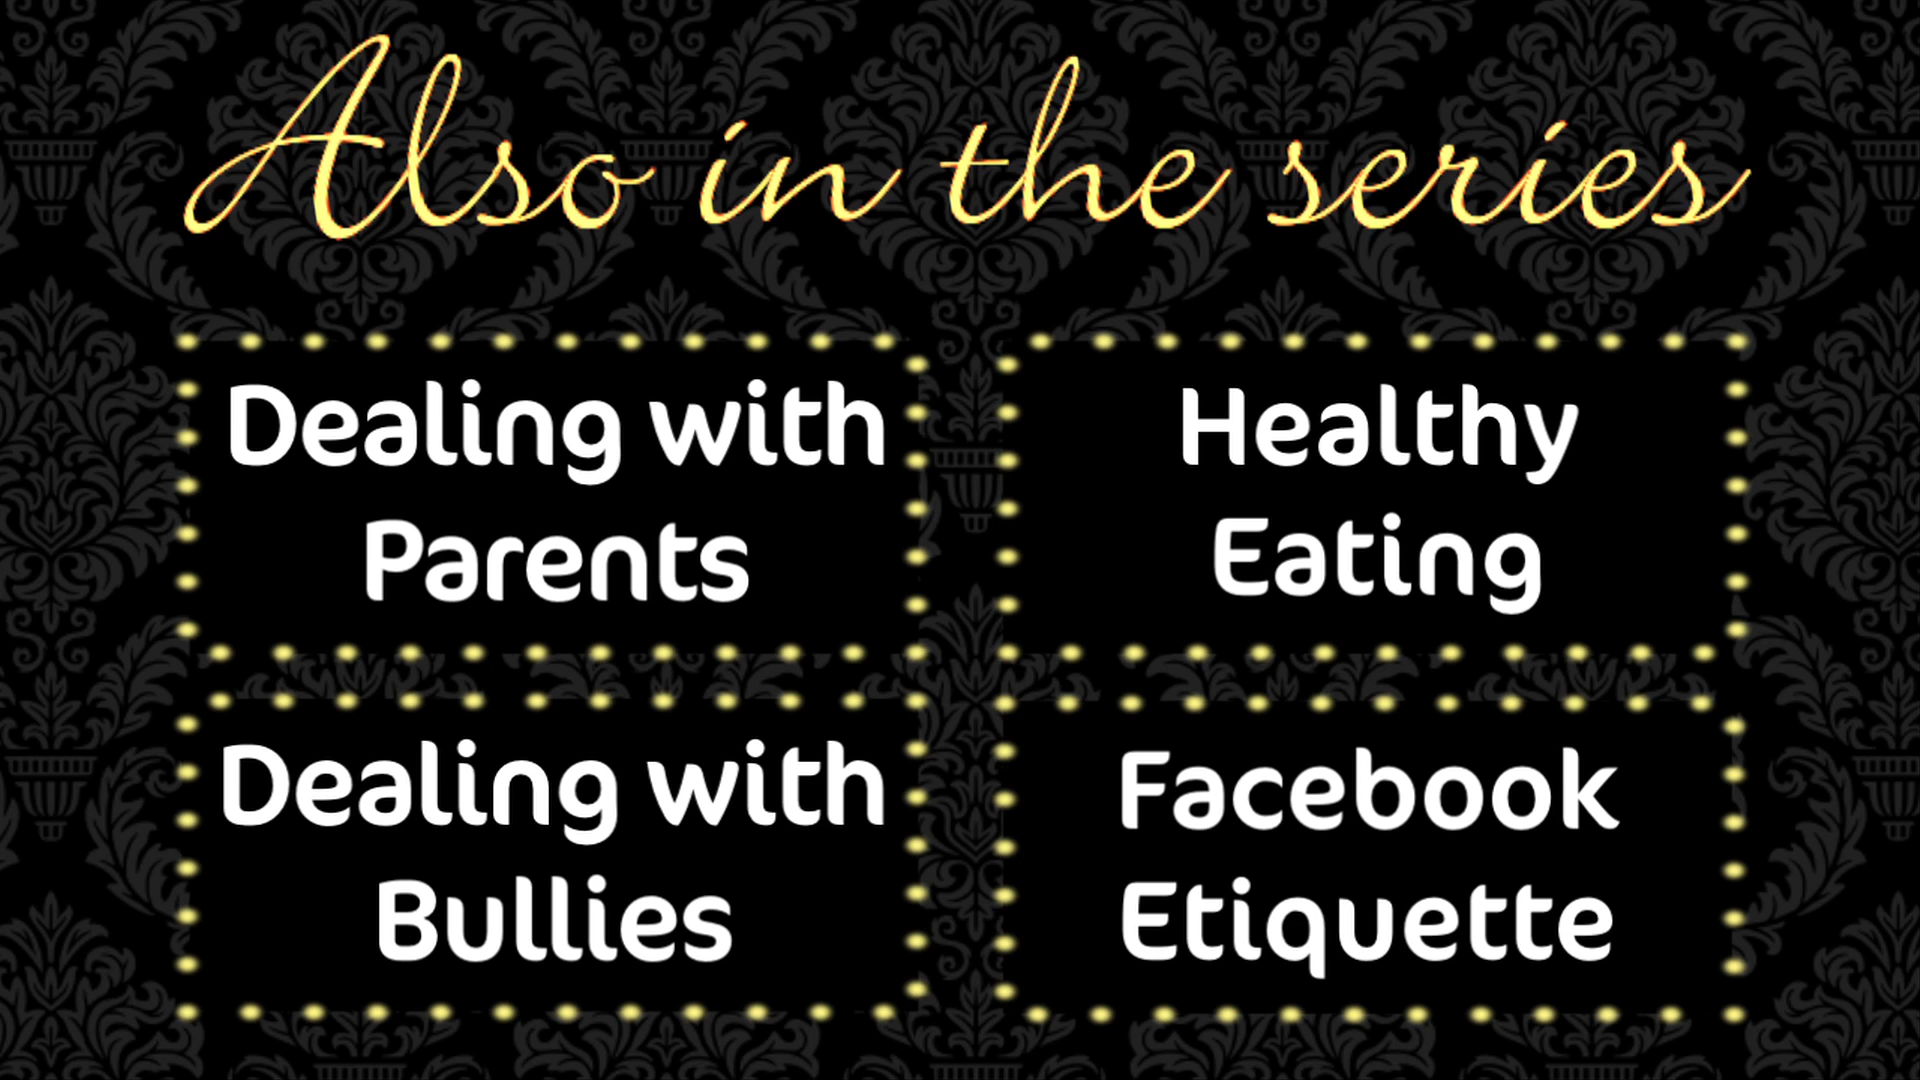 Also in the series
Dealing with
Parents
Healthy
Eating
Dealing with
Bullies
Facebook
Etiquette